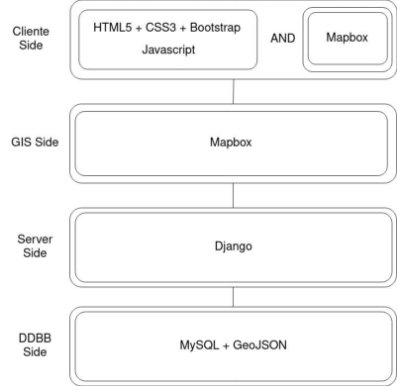 Cliente
Side
HTML5 + CSS3 + Bootstrap
Javascript
AND
Mapbox
GIS Side
Mapbox
Server
Side
Django
DDBB
Side
MySQL + GeoJSON